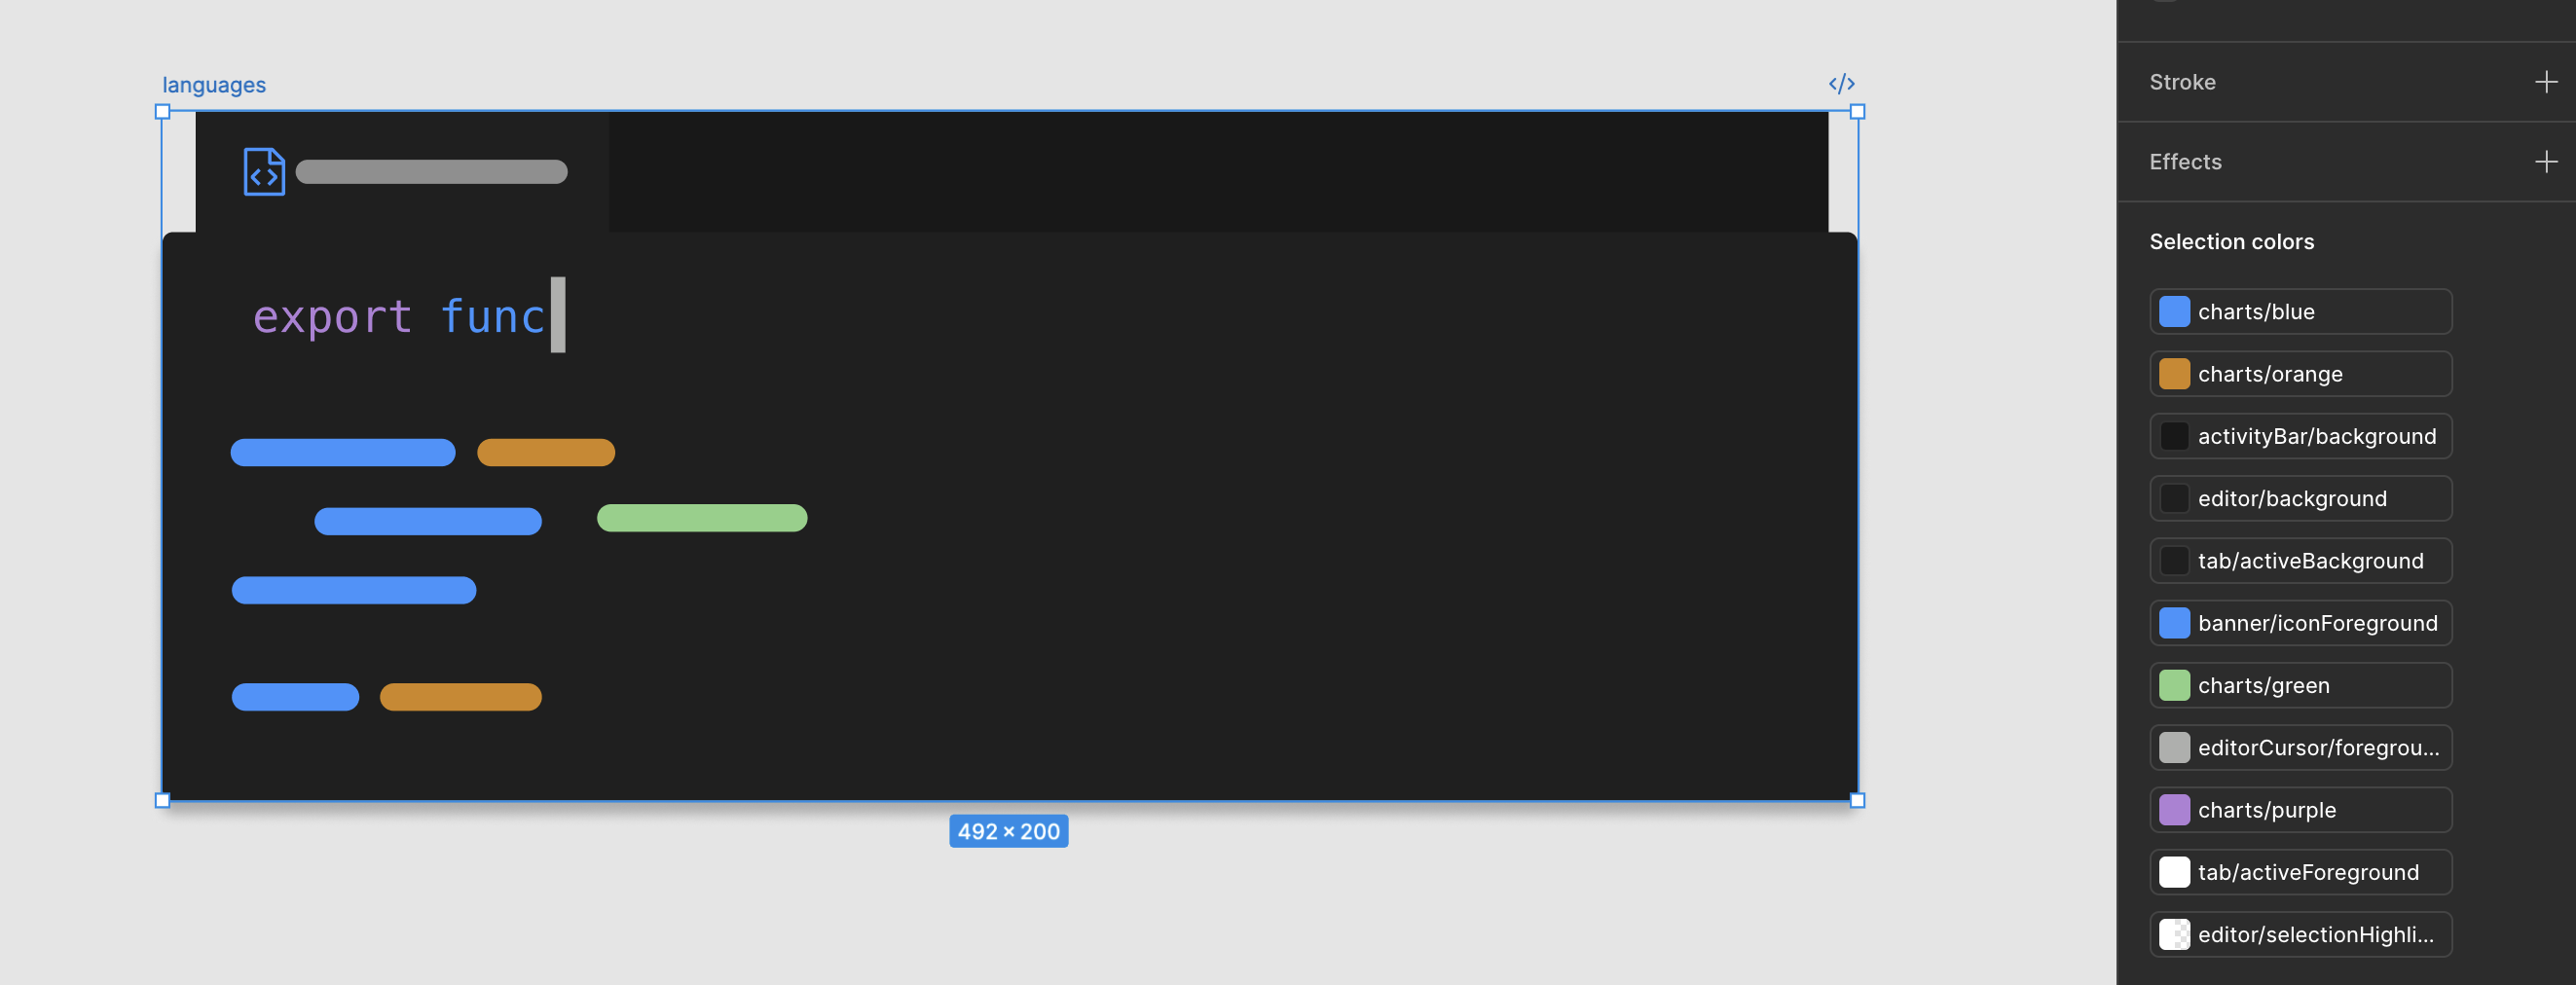 languages
</>
export func
492 × 200
Stroke
Effects
Selection colors
charts/blue
charts/orange
activityBar/background
editor/background
tab/activeBackground
banner/iconForeground
charts/green
editorCursor/foregrou...
charts/purple
tab/activeForeground
editor/selectionHighli...